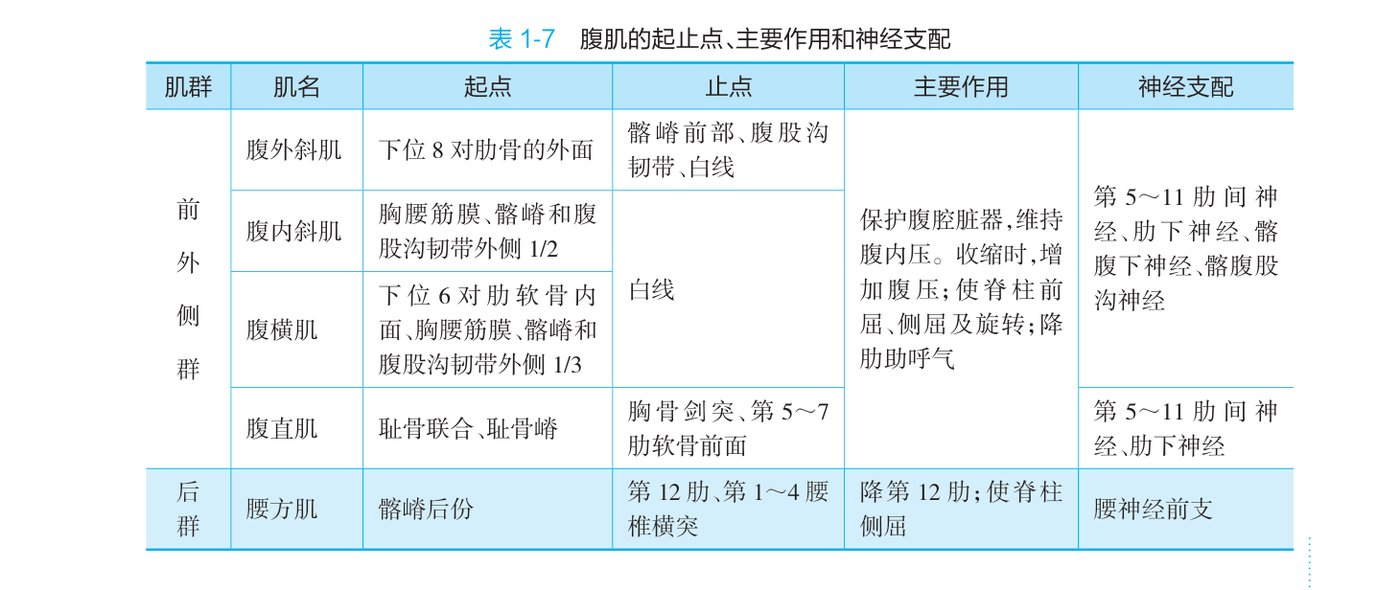 表 1-7 腹肌的起止点、主要作用和神经支配
肌群 肌名 起点 止点 主要作用 神经支配
前
外
侧
群
腹外斜肌
下位 8 对肋骨的外面
髂嵴前部、腹股沟
韧带、白线
腹内斜肌
胸腰筋膜、髂嵴和腹
股沟韧带外侧 1/2
白线
腹横肌
下位 6 对肋软骨内
面、胸腰筋膜、髂嵴和
腹股沟韧带外侧 1/3
保护腹腔脏器,维持
腹内压。收缩时,增
加腹压;使脊柱前
屈、侧屈及旋转;降
肋助呼气
第 5～11 肋间神
经、肋下神经、髂
腹下神经、髂腹股
沟神经
腹直肌
耻骨联合、耻骨嵴
胸骨剑突、第 5～7
肋软骨前面
第 5～11 肋间神
经、肋下神经
后
群
腰方肌
髂嵴后份
第 12 肋、第 1～4 腰
椎横突
降第 12 肋;使脊柱
侧屈
腰神经前支